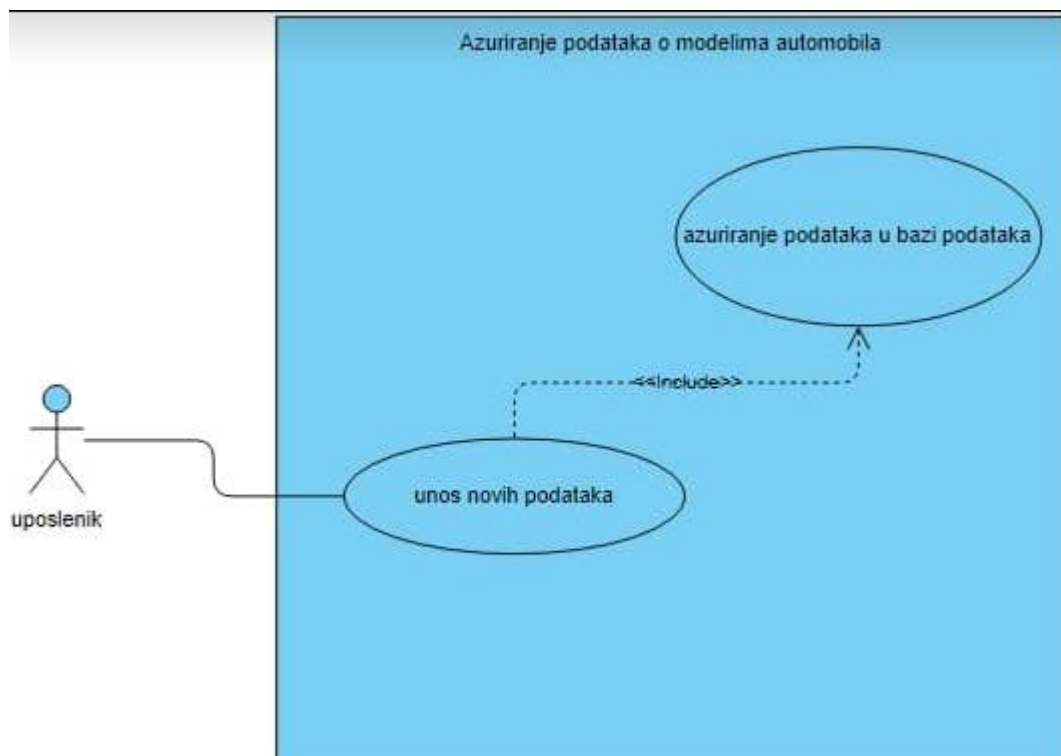 Azuriranje podataka o modelima automobila
azuriranje podataka u bazi podataka
<<Include>>
unos novih podataka
uposlenik